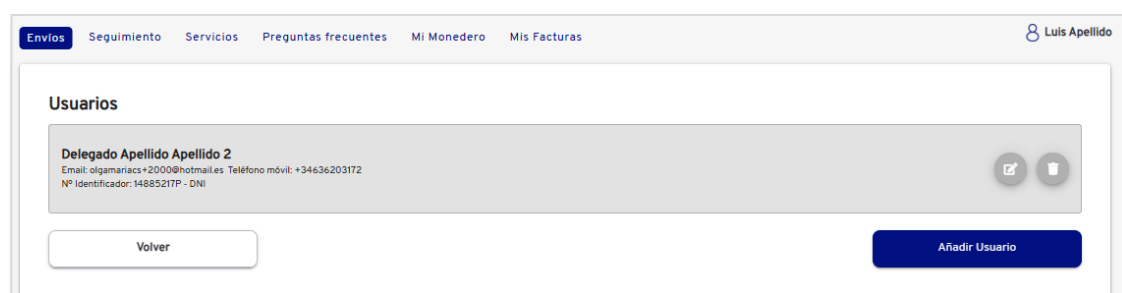 Envíos Seguimiento Servicios Preguntas frecuentes Mi Monedero Mis Facturas Luis Apellido
Usuarios
Delegado Apellido Apellido 2
Email: olgamariacs+2000@hotmail.es Teléfono móvil: +34636203172
Nº Identificador: 14885217P - DNI
Volver Añadir Usuario